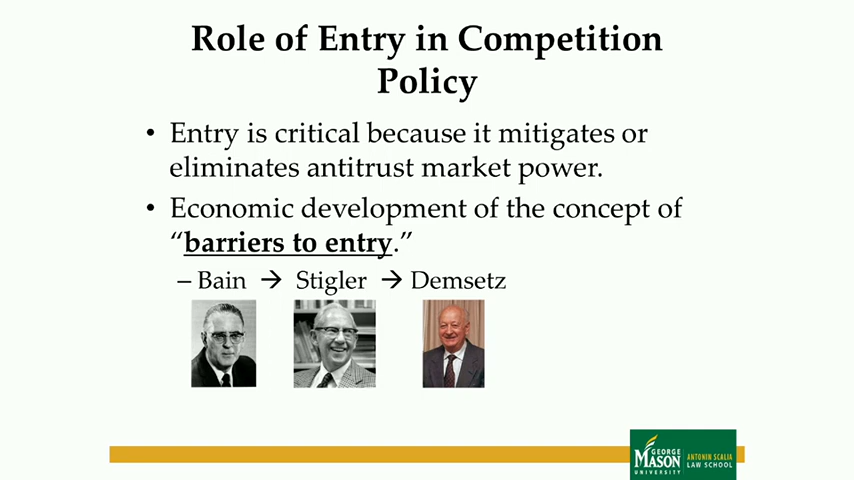 Role of Entry in Competition
Policy
• Entry is critical because it mitigates or
eliminates antitrust market power.
• Economic development of the concept of
“barriers to entry.”
– Bain → Stigler → Demsetz
GEORGE
MASON
UNIVERSITY
ANTONIN SCALIA
LAW SCHOOL